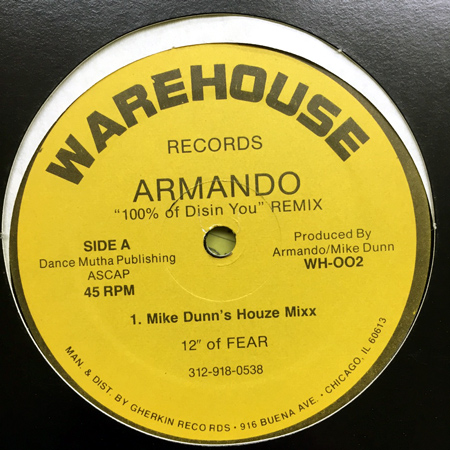 WAREHOUSE
RECORDS
ARMANDO
"100% of Disin You" REMIX
SIDE A
Dance Mutha Publishing
ASCAP
45 RPM
Produced By
Armando/Mike Dunn
WH-OO2
1. Mike Dunn's Houze Mixx
12" of FEAR
312-918-0538
MAN. & DIST. BY GHERKIN RECORDS • 916 BUENA AVE. • CHICAGO, IL 60613